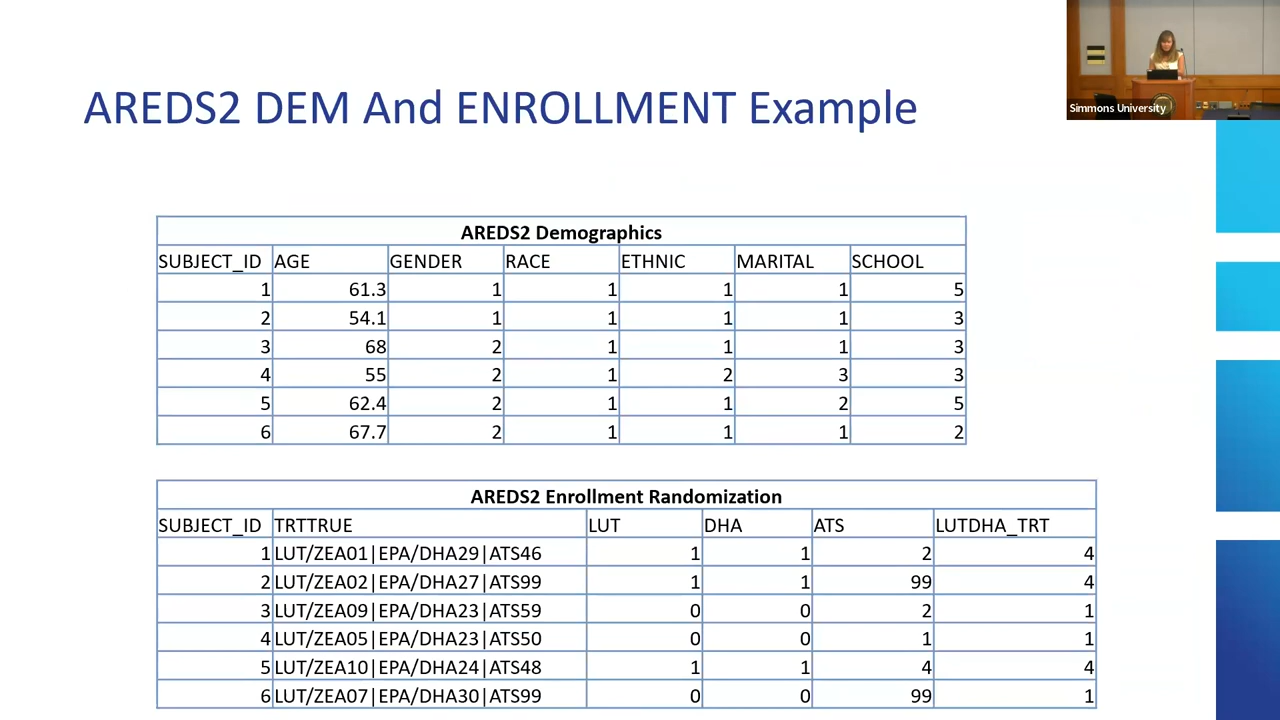 Simmons University
AREDS2 DEM And ENROLLMENT Example
AREDS2 Demographics
SUBJECT_ID AGE GENDER RACE ETHNIC MARITAL SCHOOL
1 61.3 1 1 1 1 5
2 54.1 1 1 1 1 3
3 68 2 1 1 1 3
4 55 2 1 2 3 3
5 62.4 2 1 1 2 5
6 67.7 2 1 1 1 2
AREDS2 Enrollment Randomization
SUBJECT_ID TRTTRUE LUT DHA ATS LUTDHA_TRT
1 LUT/ZEA01|EPA/DHA29|ATS46 1 1 2 4
2 LUT/ZEA02|EPA/DHA27|ATS99 1 1 99 4
3 LUT/ZEA09|EPA/DHA23|ATS59 0 0 2 1
4 LUT/ZEA05|EPA/DHA23|ATS50 0 0 1 1
5 LUT/ZEA10|EPA/DHA24|ATS48 1 1 4 4
6 LUT/ZEA07|EPA/DHA30|ATS99 0 0 99 1